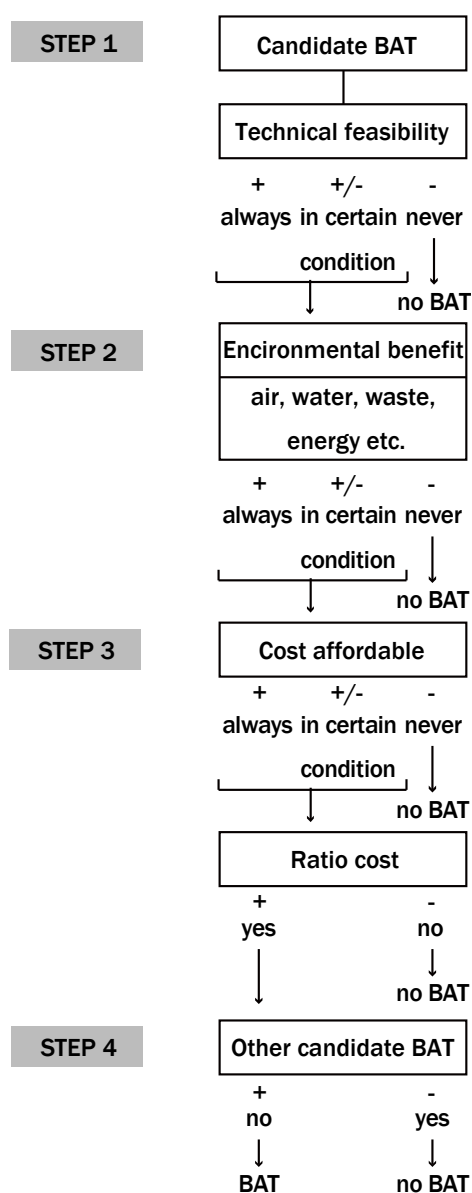 STEP 1
Candidate BAT
Technical feasibility
+ +/- -
always in certain never
condition
no BAT
STEP 2
Encironmental benefit
air, water, waste,
energy etc.
+ +/- -
always in certain never
condition
no BAT
STEP 3
Cost affordable
+ +/- -
always in certain never
condition
no BAT
Ratio cost
+ -
yes no
no BAT
STEP 4
Other candidate BAT
+ -
no yes
BAT no BAT